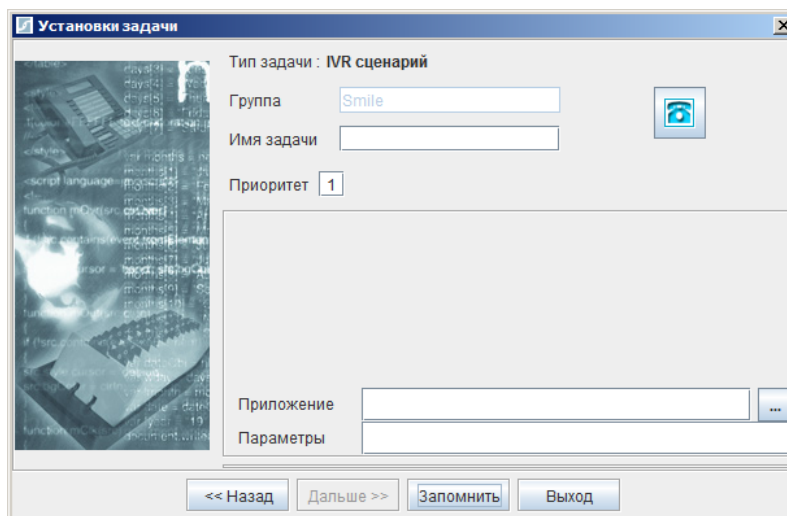 Установки задачи
Тип задачи : IVR сценарий
Группа Smile
Имя задачи
Приоритет 1
Приложение ...
Параметры
<< Назад Дальше >> Запомнить Выход